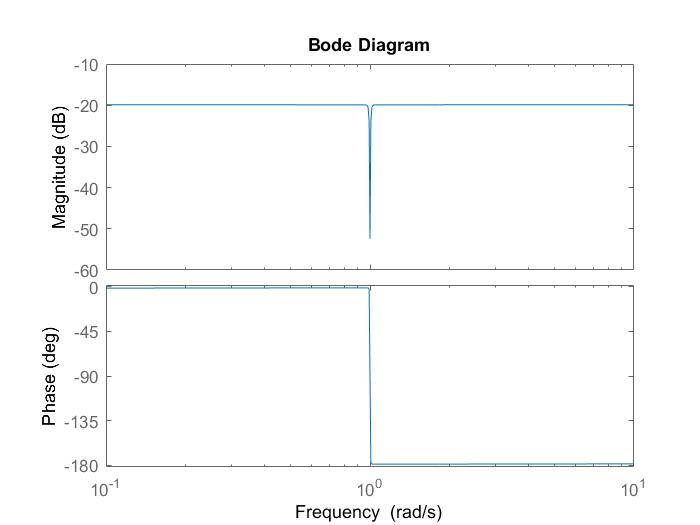 Bode Diagram
Magnitude (dB)
-10
-20
-30
-40
-50
-60
Phase (deg)
0
-45
-90
-135
-180
10^-1 10^0 10^1
Frequency (rad/s)